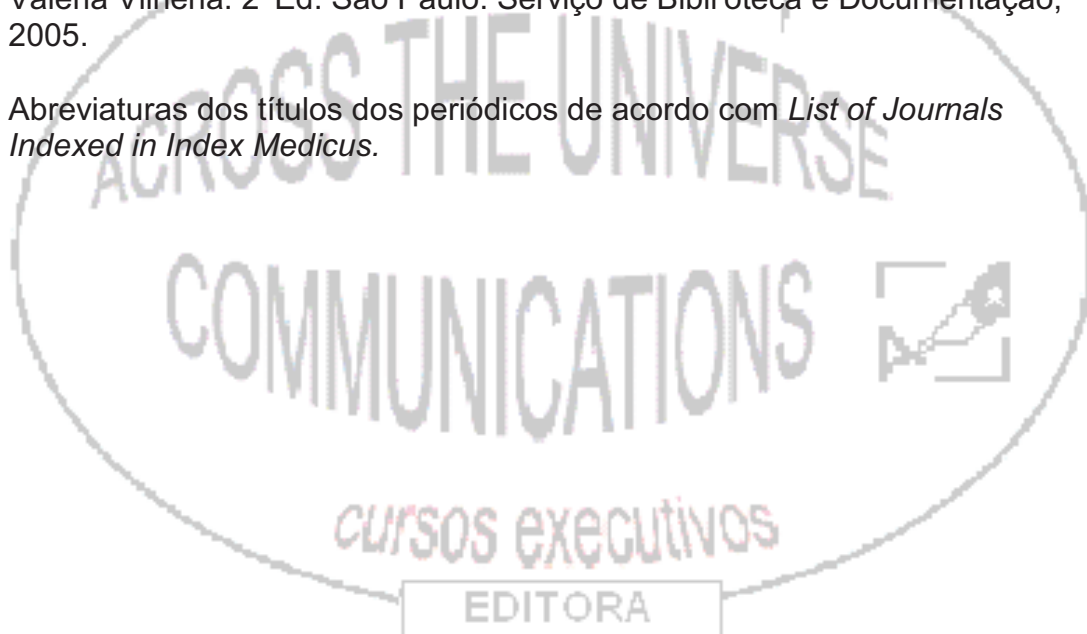 Valéria Vilhena. 2ª Ed. São Paulo. Serviço de Biblioteca e Documentação,
2005.
Abreviaturas dos títulos dos periódicos de acordo com List of Journals
Indexed in Index Medicus.
ACROSS THE UNIVERSE
COMMUNICATIONS
cursos executivos
EDITORA